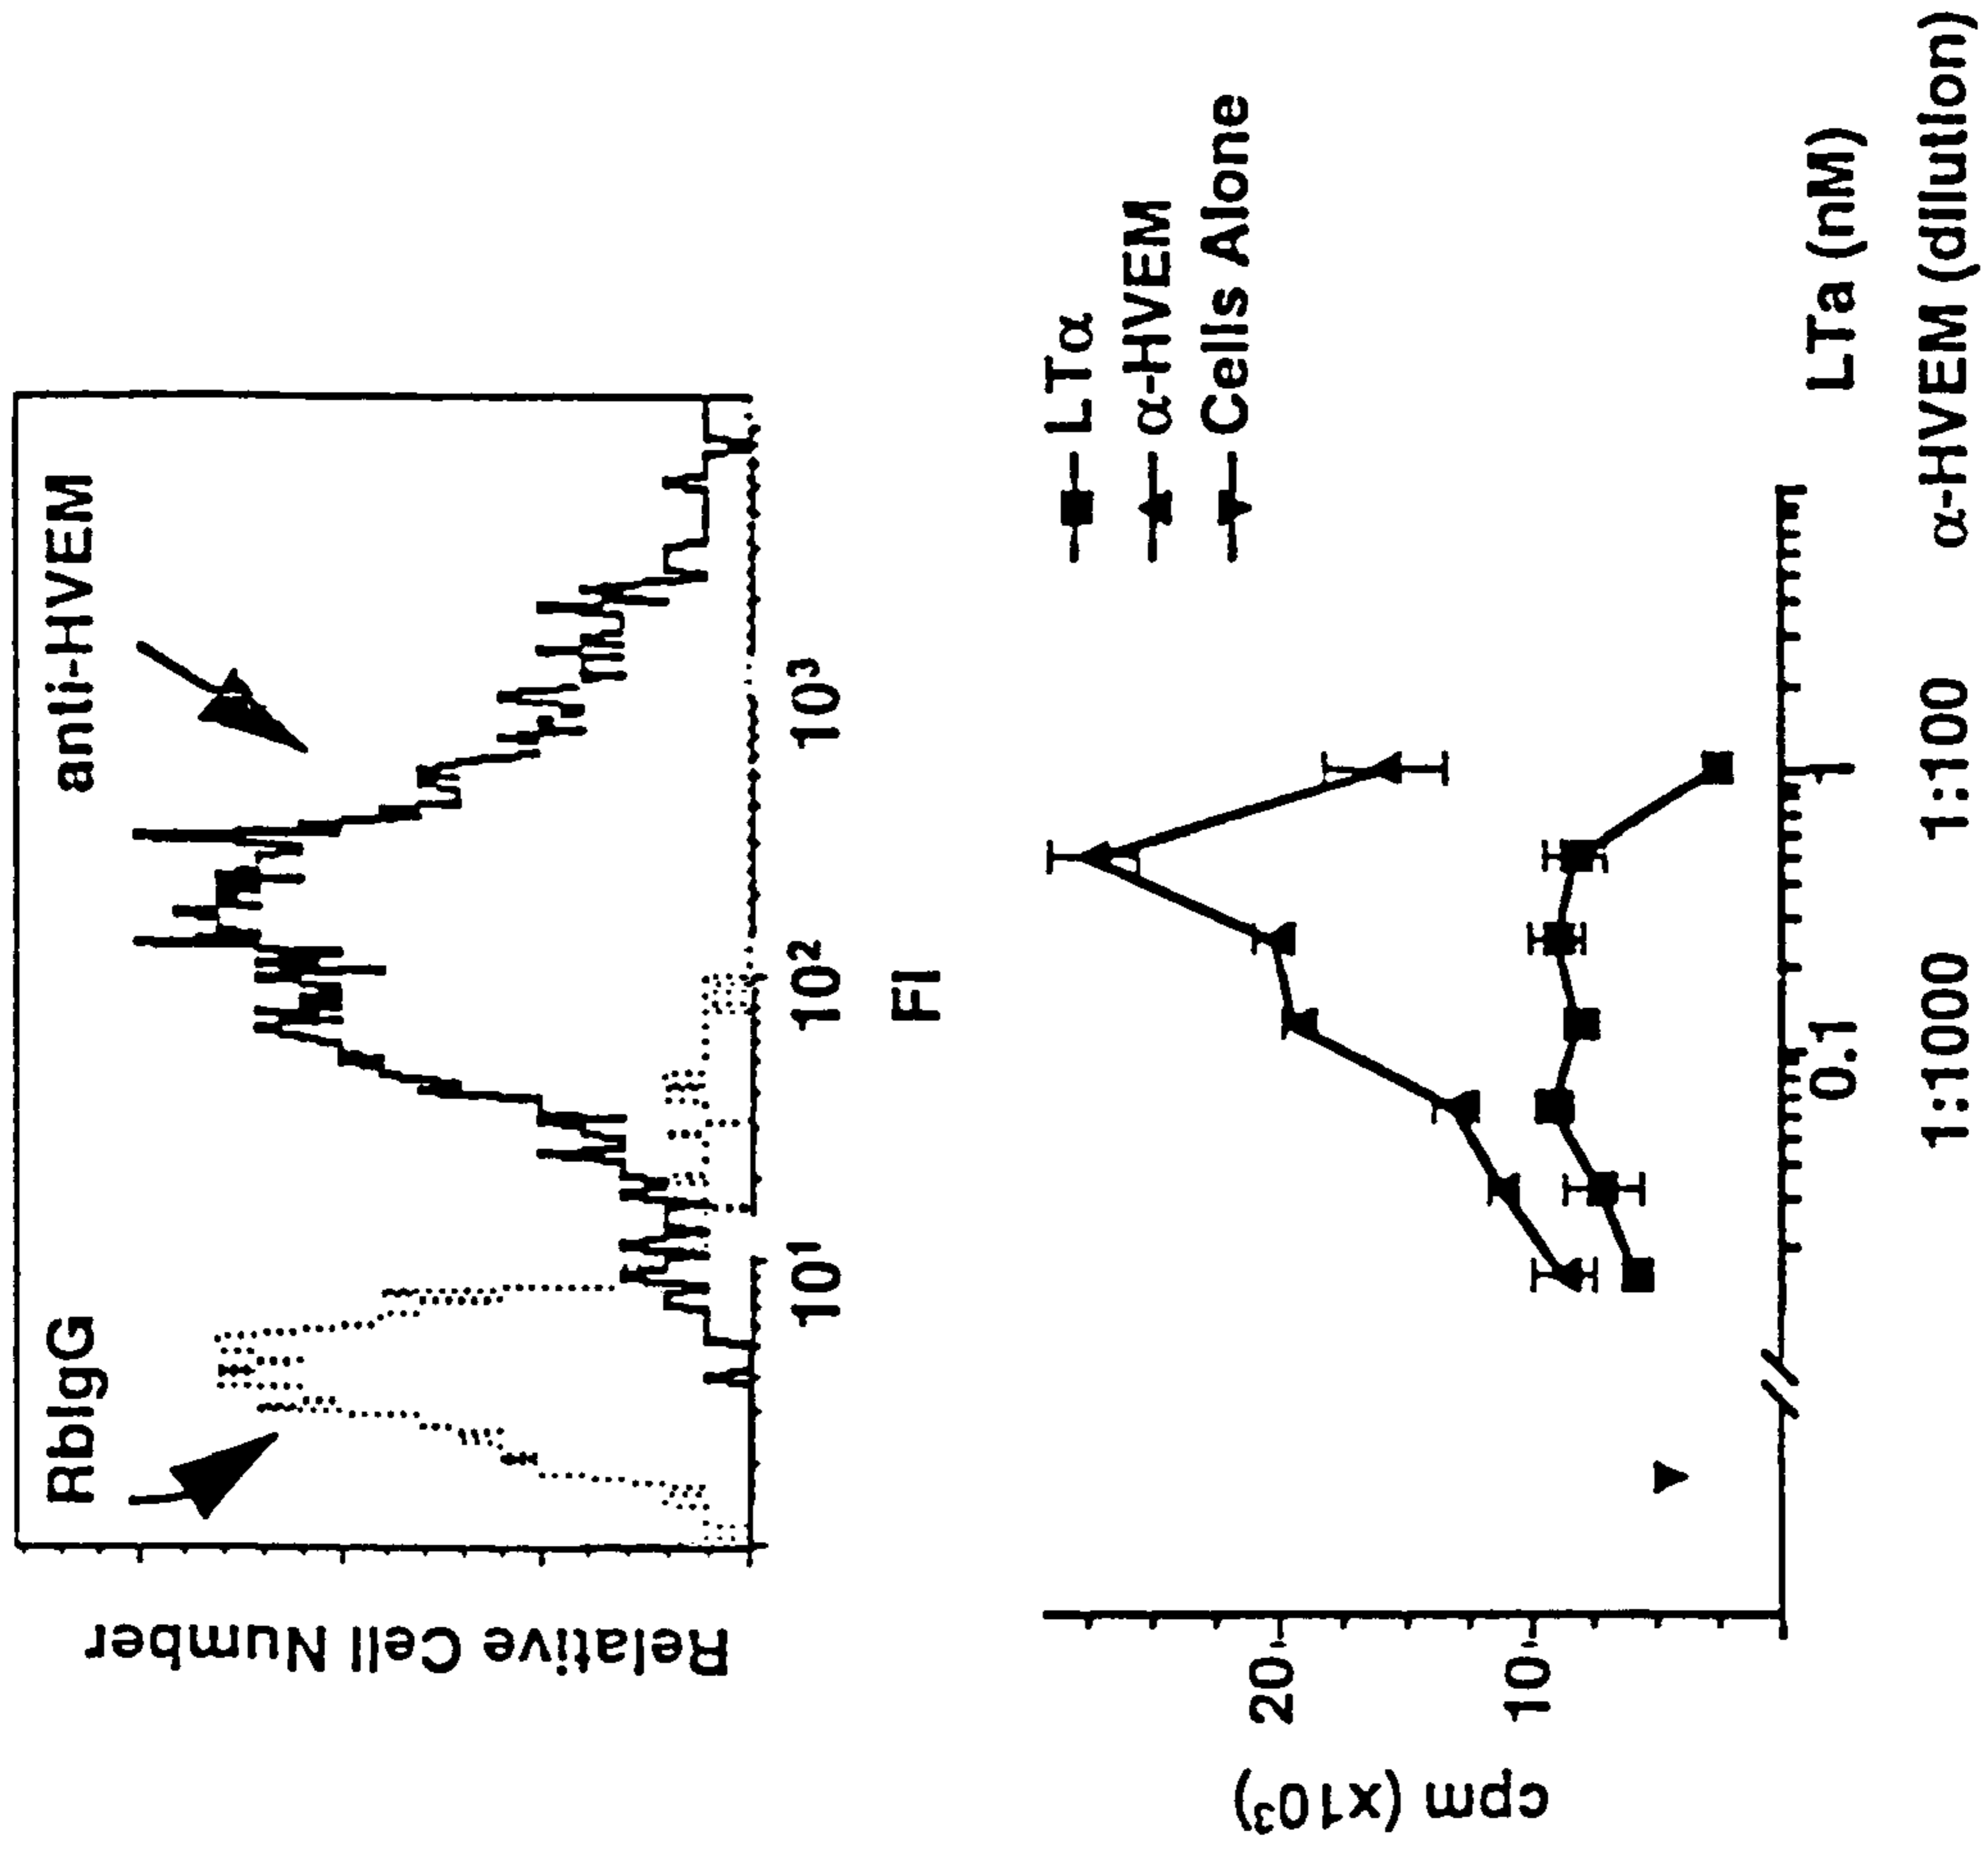 RbIgG
anti-HVEM
Relative Cell Number
10¹
10²
10³
FI
LTα
α-HVEM
Cells Alone
cpm (x10³)
20
10
0.1
1
LTa (nM)
1:1000
1:100
α-HVEM (dilution)